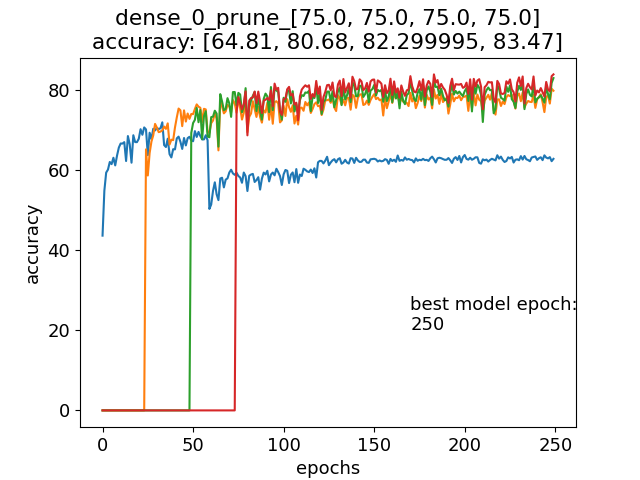 dense_0_prune_[75.0, 75.0, 75.0, 75.0]
accuracy: [64.81, 80.68, 82.299995, 83.47]
accuracy
80
60
40
20
0
best model epoch:
250
0 50 100 150 200 250
epochs